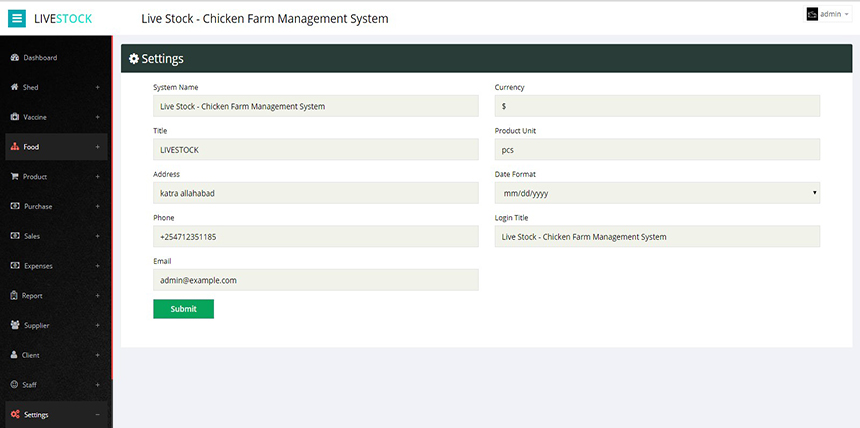 LIVESTOCK
Live Stock - Chicken Farm Management System
admin
Dashboard
Shed +
Vaccine +
Food +
Product +
Purchase +
Sales +
Expenses +
Report +
Supplier +
Client +
Staff +
Settings −
Settings
System Name
Live Stock - Chicken Farm Management System
Currency
$
Title
LIVESTOCK
Product Unit
pcs
Address
katra allahabad
Date Format
mm/dd/yyyy
Phone
+254712351185
Login Title
Live Stock - Chicken Farm Management System
Email
admin@example.com
Submit